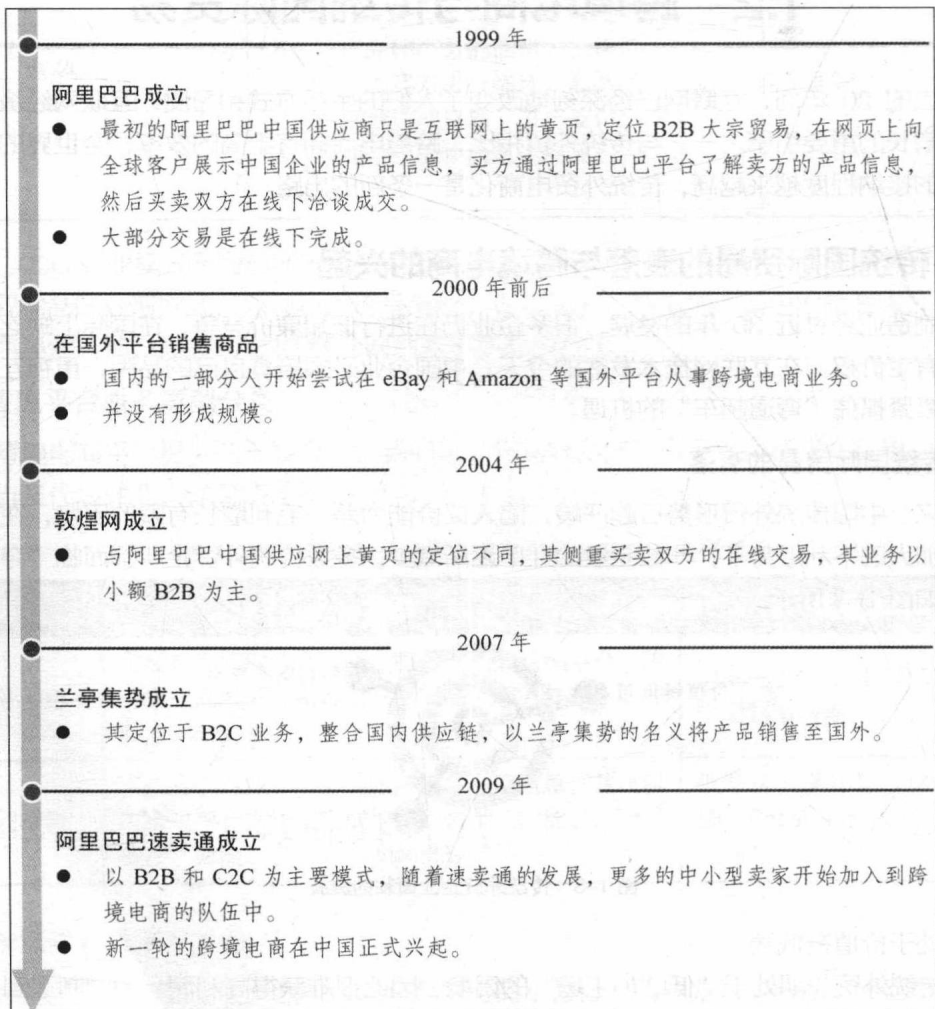 1999 年
阿里巴巴成立
● 最初的阿里巴巴中国供应商只是互联网上的黄页，定位 B2B 大宗贸易，在网页上向
全球客户展示中国企业的产品信息，买方通过阿里巴巴平台了解卖方的产品信息，
然后买卖双方在线下洽谈成交。
● 大部分交易是在线下完成。
2000 年前后
在国外平台销售商品
● 国内的一部分人开始尝试在 eBay 和 Amazon 等国外平台从事跨境电商业务。
● 并没有形成规模。
2004 年
敦煌网成立
● 与阿里巴巴中国供应网上黄页的定位不同，其侧重买卖双方的在线交易，其业务以
小额 B2B 为主。
2007 年
兰亭集势成立
● 其定位于 B2C 业务，整合国内供应链，以兰亭集势的名义将产品销售至国外。
2009 年
阿里巴巴速卖通成立
● 以 B2B 和 C2C 为主要模式，随着速卖通的发展，更多的中小型卖家开始加入到跨
境电商的队伍中。
● 新一轮的跨境电商在中国正式兴起。